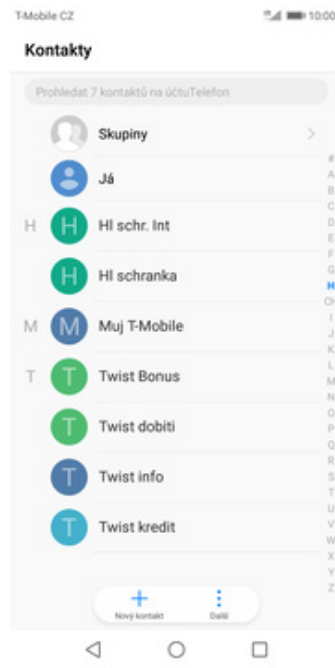 T-Mobile CZ 10:00
Kontakty
Prohledat 7 kontaktů na účtuTelefon
Skupiny
Já
H
H Hl schr. Int
H Hl schranka
M
M Muj T-Mobile
T
T Twist Bonus
T Twist dobiti
T Twist info
T Twist kredit
#
A
B
C
D
E
F
G
H
CH
I
J
K
L
M
N
O
P
Q
R
S
T
U
V
W
X
Y
Z
Nový kontakt Další